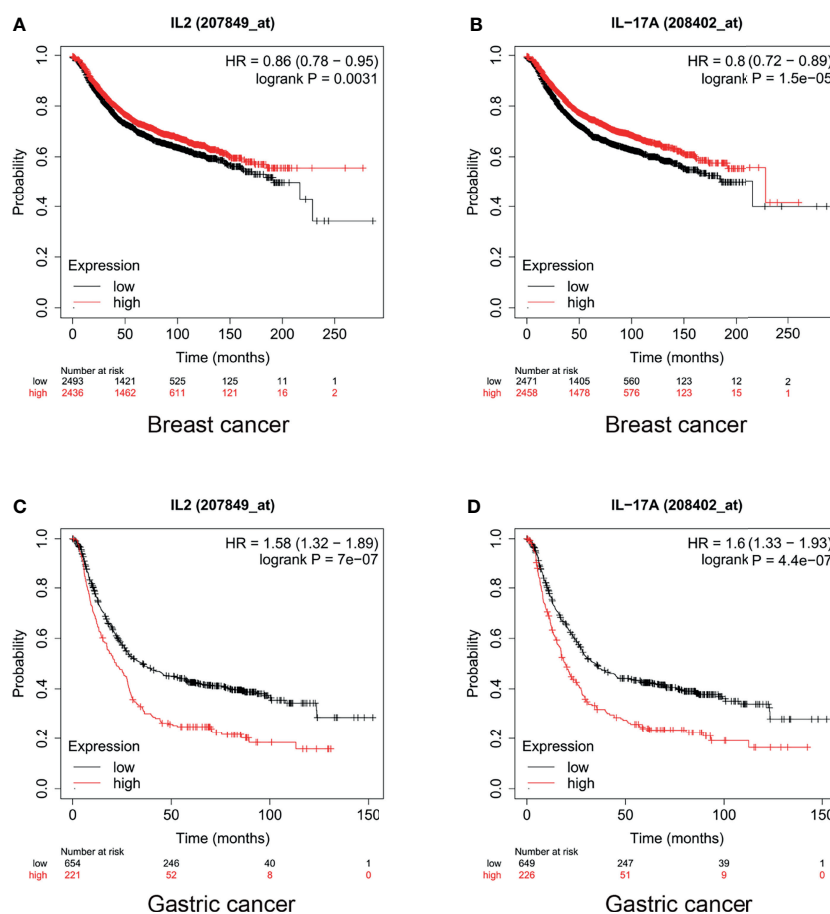 A
IL2 (207849_at)
HR = 0.86 (0.78 − 0.95)
logrank P = 0.0031
Probability
1.0
0.8
0.6
0.4
0.2
0.0
Expression
low
high
0 50 100 150 200 250
Time (months)
Number at risk
low 2493 1421 525 125 11 1
high 2436 1462 611 121 16 2
Breast cancer
B
IL−17A (208402_at)
HR = 0.8 (0.72 − 0.89)
logrank P = 1.5e−05
Probability
1.0
0.8
0.6
0.4
0.2
0.0
Expression
low
high
0 50 100 150 200 250
Time (months)
Number at risk
low 2471 1405 560 123 12 2
high 2458 1478 576 123 15 1
Breast cancer
C
IL2 (207849_at)
HR = 1.58 (1.32 − 1.89)
logrank P = 7e−07
Probability
1.0
0.8
0.6
0.4
0.2
0.0
Expression
low
high
0 50 100 150
Time (months)
Number at risk
low 654 246 40 1
high 221 52 8 0
Gastric cancer
D
IL−17A (208402_at)
HR = 1.6 (1.33 − 1.93)
logrank P = 4.4e−07
Probability
1.0
0.8
0.6
0.4
0.2
0.0
Expression
low
high
0 50 100 150
Time (months)
Number at risk
low 649 247 39 1
high 226 51 9 0
Gastric cancer